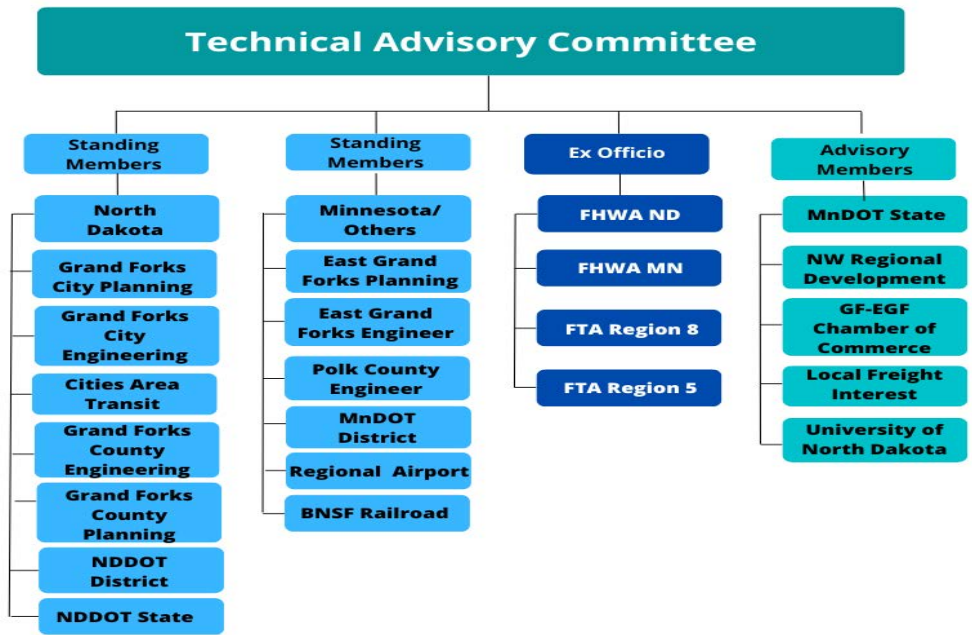 Technical Advisory Committee
Standing
Members
North
Dakota
Grand Forks
City Planning
Grand Forks
City
Engineering
Cities Area
Transit
Grand Forks
County
Engineering
Grand Forks
County
Planning
NDDOT
District
NDDOT State
Standing
Members
Minnesota/
Others
East Grand
Forks Planning
East Grand
Forks Engineer
Polk County
Engineer
MnDOT
District
Regional Airport
BNSF Railroad
Ex Officio
FHWA ND
FHWA MN
FTA Region 8
FTA Region 5
Advisory
Members
MnDOT State
NW Regional
Development
GF-EGF
Chamber of
Commerce
Local Freight
Interest
University of
North Dakota